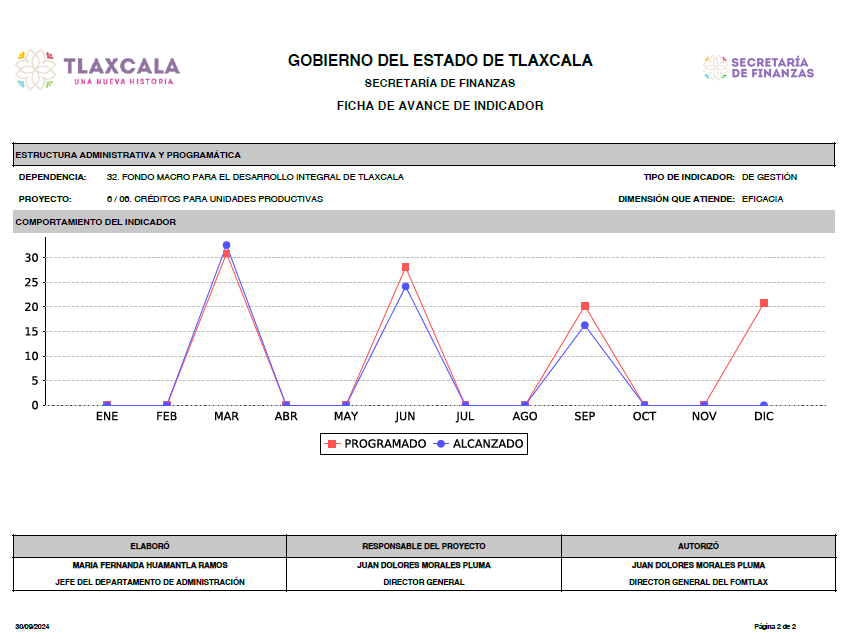 TLAXCALA
UNA NUEVA HISTORIA
GOBIERNO DEL ESTADO DE TLAXCALA
SECRETARÍA DE FINANZAS
FICHA DE AVANCE DE INDICADOR
SECRETARÍA
DE FINANZAS
ESTRUCTURA ADMINISTRATIVA Y PROGRAMÁTICA
DEPENDENCIA: 32. FONDO MACRO PARA EL DESARROLLO INTEGRAL DE TLAXCALA TIPO DE INDICADOR: DE GESTIÓN
PROYECTO: 6 / 06. CRÉDITOS PARA UNIDADES PRODUCTIVAS DIMENSIÓN QUE ATIENDE: EFICACIA
COMPORTAMIENTO DEL INDICADOR
30
25
20
15
10
5
0
ENE FEB MAR ABR MAY JUN JUL AGO SEP OCT NOV DIC
PROGRAMADO ALCANZADO
ELABORÓ RESPONSABLE DEL PROYECTO AUTORIZÓ
MARIA FERNANDA HUAMANTLA RAMOS JUAN DOLORES MORALES PLUMA JUAN DOLORES MORALES PLUMA
JEFE DEL DEPARTAMENTO DE ADMINISTRACIÓN DIRECTOR GENERAL DIRECTOR GENERAL DEL FOMTLAX
30/09/2024 Página 2 de 2